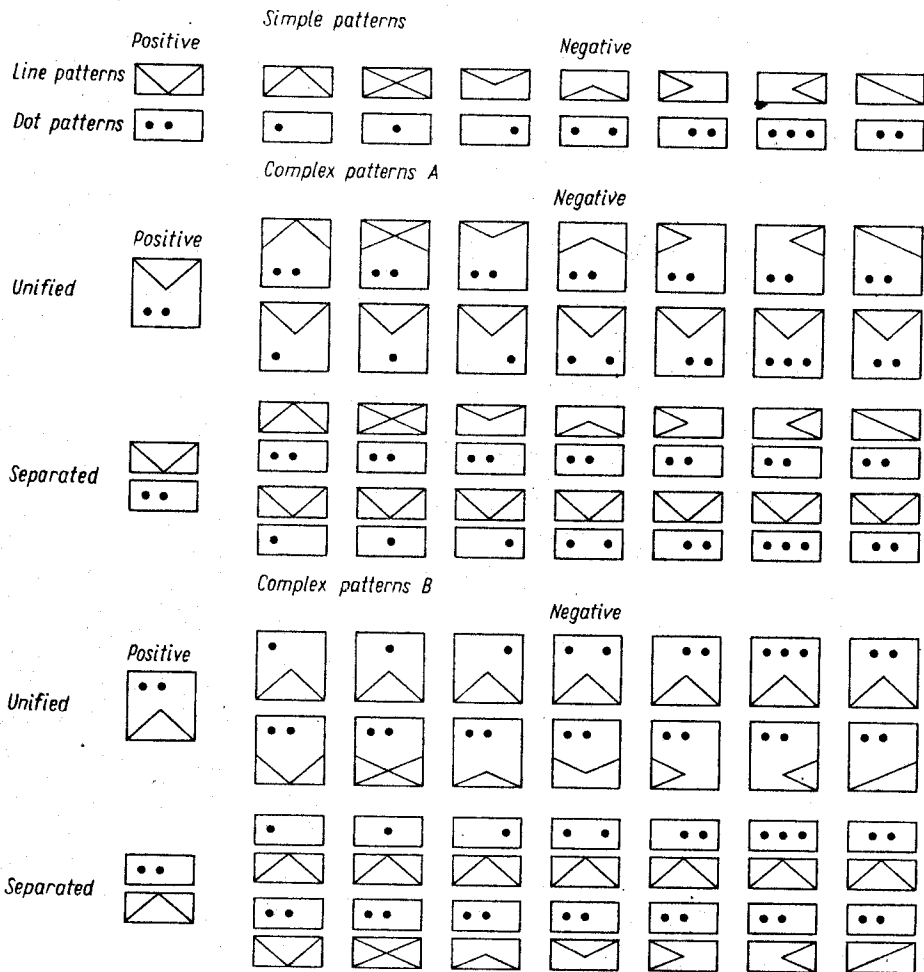 Simple patterns
Positive
Negative
Line patterns
Dot patterns
Complex patterns A
Negative
Positive
Unified
Separated
Complex patterns B
Negative
Positive
Unified
Separated